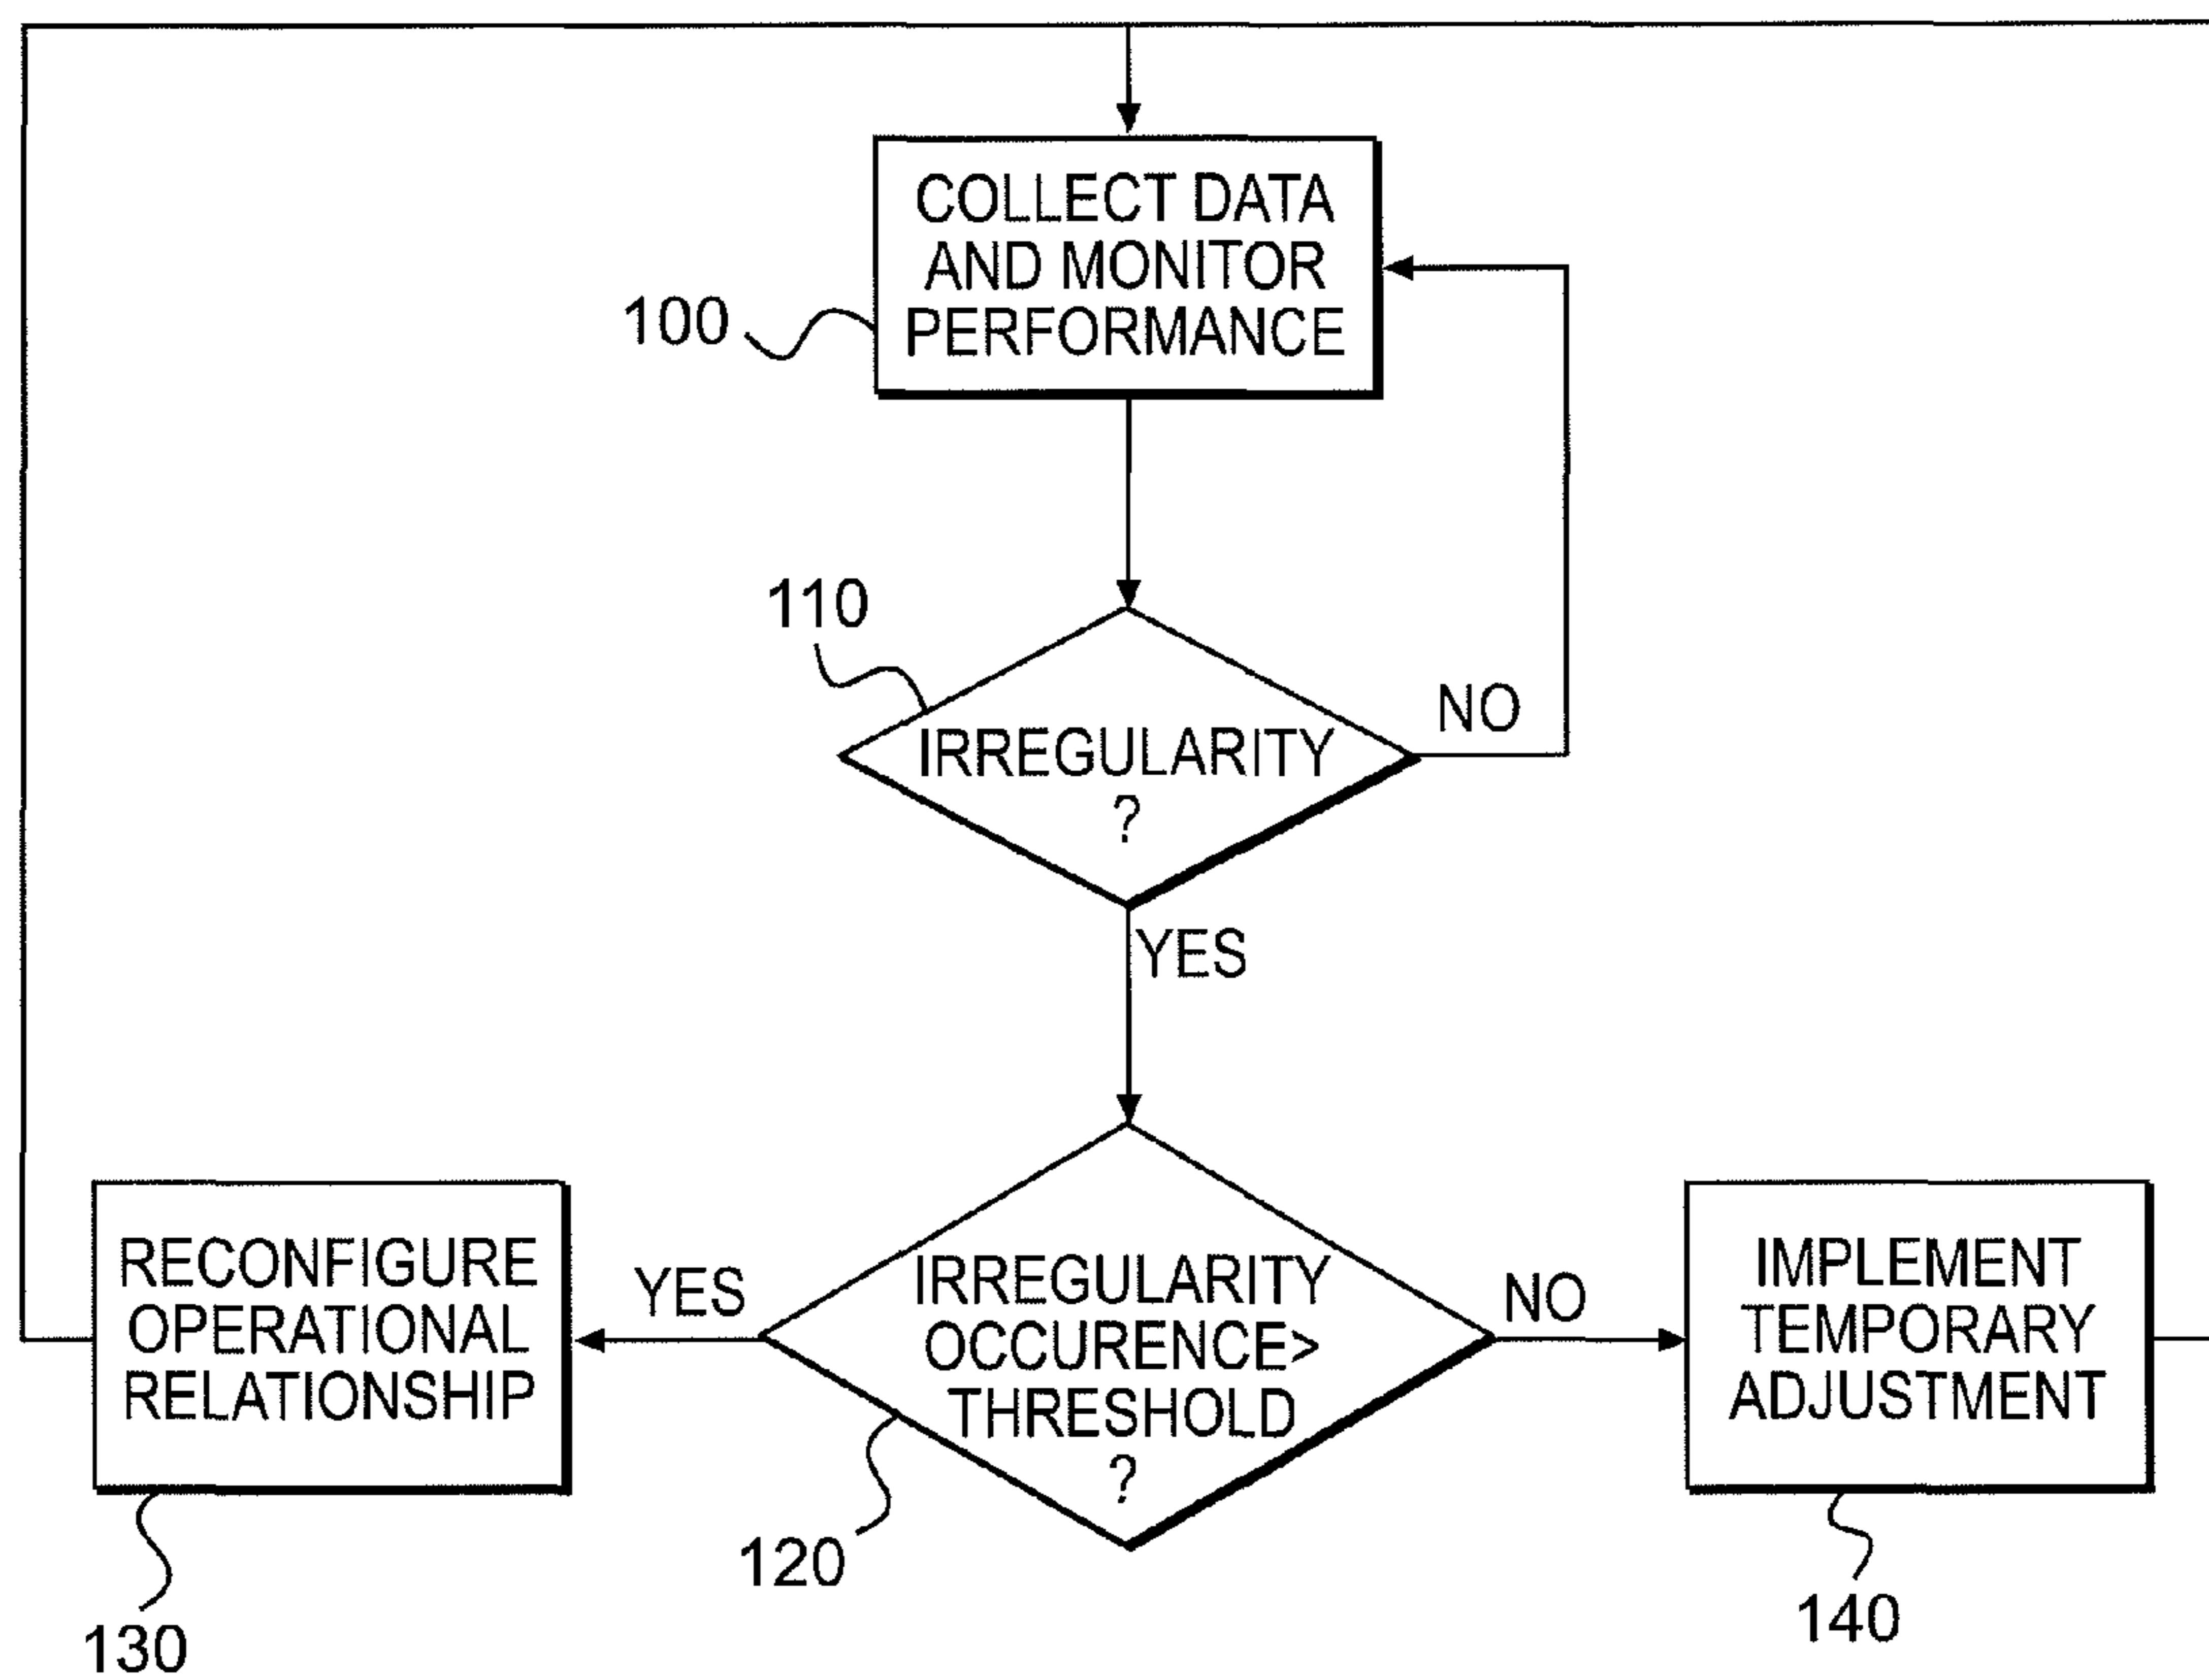 COLLECT DATA
AND MONITOR
PERFORMANCE
100
110
IRREGULARITY
?
NO
YES
RECONFIGURE
OPERATIONAL
RELATIONSHIP
130
YES
IRREGULARITY
OCCURENCE>
THRESHOLD
?
120
NO
IMPLEMENT
TEMPORARY
ADJUSTMENT
140